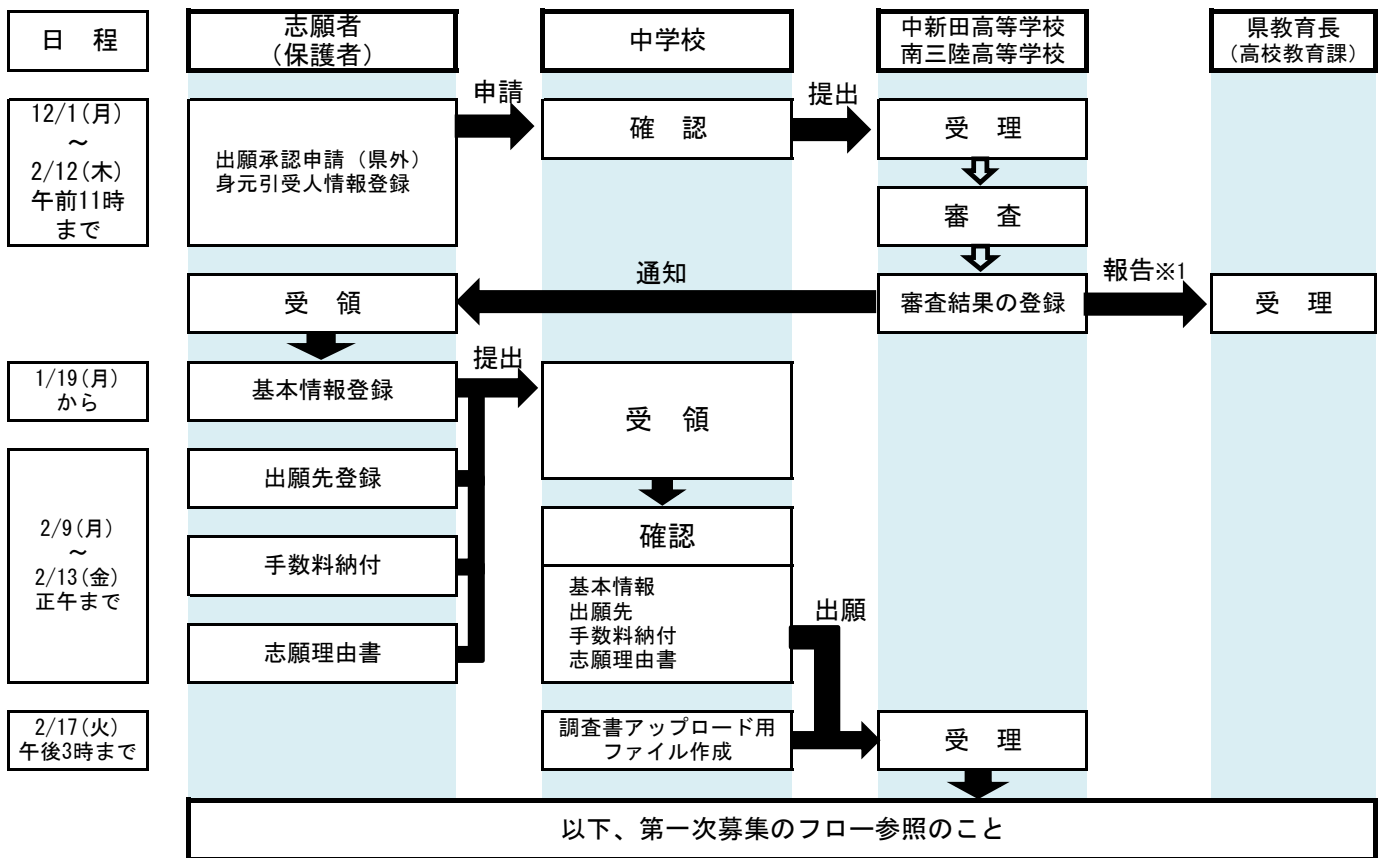 日　程
志願者
（保護者）
中学校
中新田高等学校
南三陸高等学校
県教育長
（高校教育課）
12/1(月)
～
2/12(木)
午前11時
まで
出願承認申請（県外）
身元引受人情報登録
申請
確　認
提出
受　理
審　査
受　領
通知
審査結果の登録
報告※1
受　理
1/19(月)
から
基本情報登録
提出
受　領
2/9(月)
～
2/13(金)
正午まで
出願先登録
手数料納付
志願理由書
確認
基本情報
出願先
手数料納付
志願理由書
出願
2/17(火)
午後3時まで
調査書アップロード用
ファイル作成
受　理
以下、第一次募集のフロー参照のこと